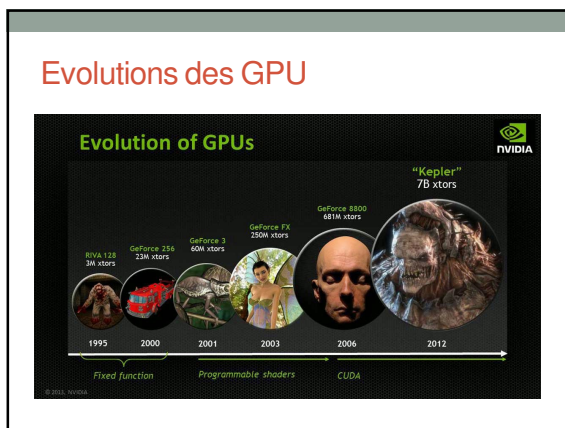 Evolutions des GPU
Evolution of GPUs
NVIDIA
"Kepler"
7B xtors
GeForce 8800
681M xtors
GeForce FX
250M xtors
GeForce 3
60M xtors
GeForce 256
23M xtors
RIVA 128
3M xtors
1995 2000 2001 2003 2006 2012
Fixed function Programmable shaders CUDA
© 2013, NVIDIA